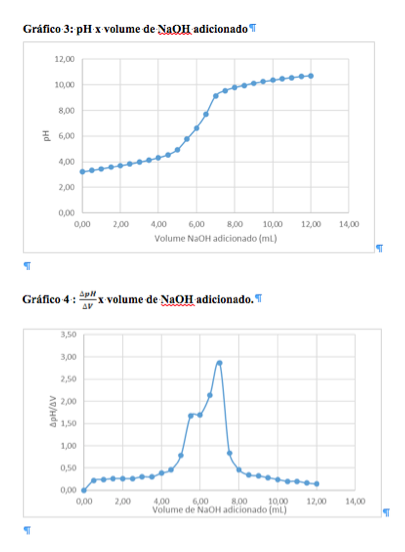 Gráfico 3: pH x volume de NaOH adicionado¶
12,00
10,00
8,00
6,00
4,00
2,00
0,00
pH
0,00 2,00 4,00 6,00 8,00 10,00 12,00 14,00
Volume NaOH adicionado (mL)
¶
¶
Gráfico 4: ΔpH/ΔV x volume de NaOH adicionado.¶
3,50
3,00
2,50
2,00
1,50
1,00
0,50
0,00
ΔpH/ΔV
0,00 2,00 4,00 6,00 8,00 10,00 12,00 14,00
Volume de NaOH adicionado (mL)
¶
¶